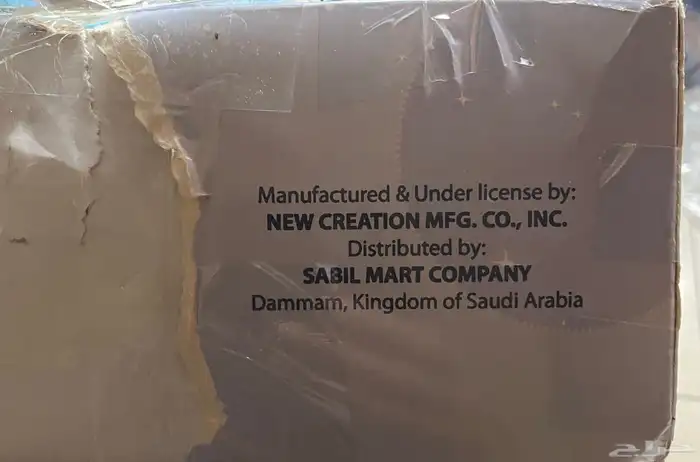 Manufactured & Under license by:
NEW CREATION MFG. CO., INC.
Distributed by:
SABIL MART COMPANY
Dammam, Kingdom of Saudi Arabia
حراج